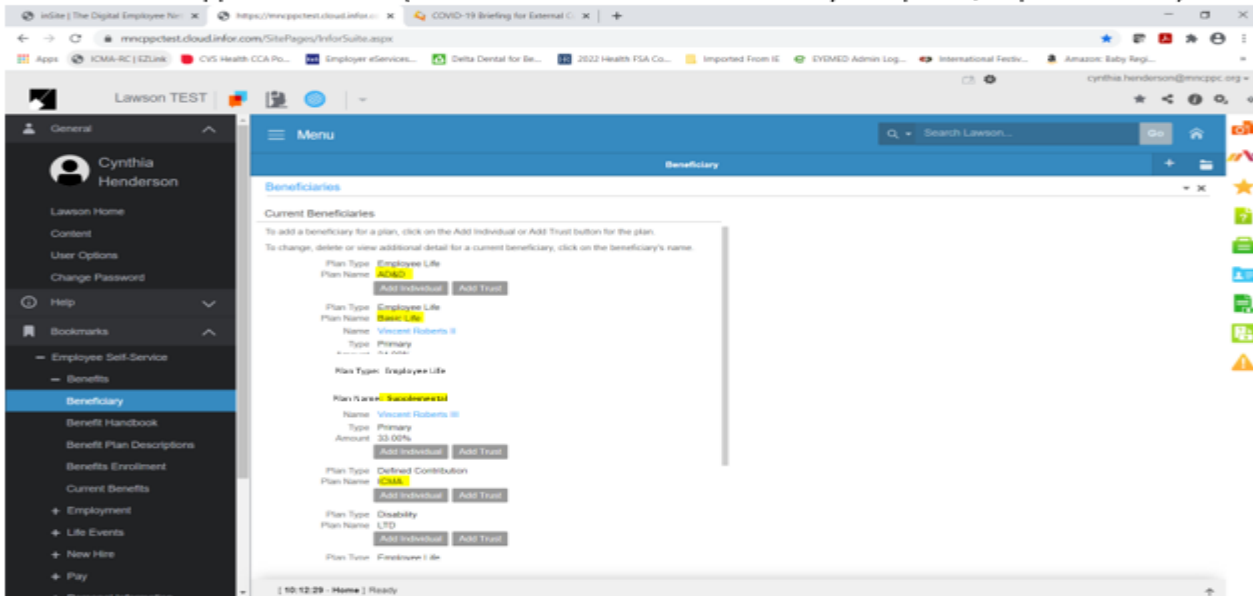 inSite | The Digital Employee Net
https://mncppctest.cloud.infor.co
COVID-19 Briefing for External C
mncppctest.cloud.infor.com/SitePages/InforSuite.aspx
Apps
ICMA-RC | EZLink
CVS Health CCA Po...
Employer eServices...
Delta Dental for Be...
2022 Health FSA Co...
Imported From IE
EYEMED Admin Log...
International Festiv...
Amazon: Baby Regi...
cynthia.henderson@mncppc.org
Lawson TEST
General
Cynthia
Henderson
Lawson Home
Content
User Options
Change Password
Help
Bookmarks
Employee Self-Service
Benefits
Beneficiary
Benefit Handbook
Benefit Plan Descriptions
Benefits Enrollment
Current Benefits
+ Employment
+ Life Events
+ New Hire
+ Pay
Menu
Search Lawson...
Go
Beneficiary
Beneficiaries
Current Beneficiaries
To add a beneficiary for a plan, click on the Add Individual or Add Trust button for the plan.
To change, delete or view additional detail for a current beneficiary, click on the beneficiary's name.
Plan Type Employee Life
Plan Name AD&D
Add Individual Add Trust
Plan Type Employee Life
Plan Name Basic Life
Name Vincent Roberts II
Type Primary
Plan Type: Employee Life
Plan Name: Supplemental
Name Vincent Roberts III
Type Primary
Amount 33.00%
Add Individual Add Trust
Plan Type Defined Contribution
Plan Name ICMA
Add Individual Add Trust
Plan Type Disability
Plan Name LTD
Add Individual Add Trust
Plan Type Employee Life
[ 10:12:29 - Home ] Ready